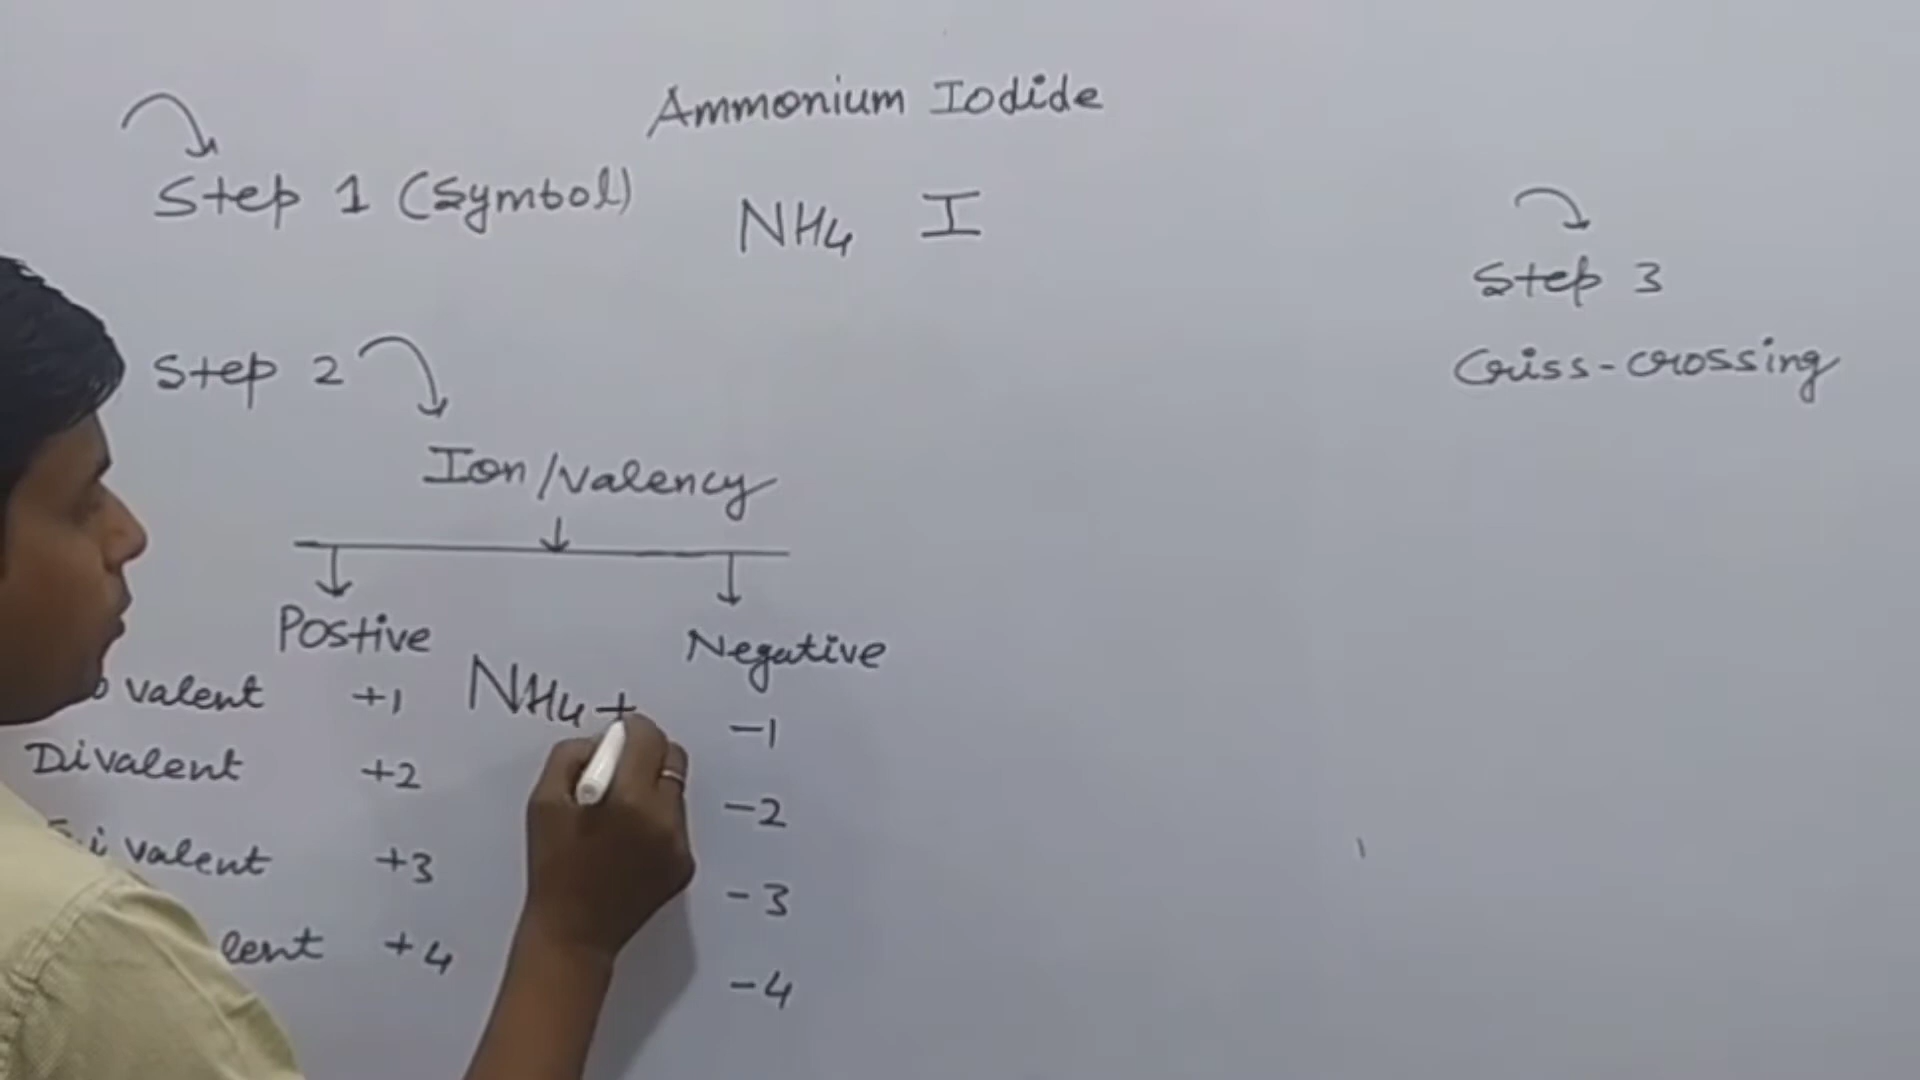 Ammonium Iodide
Step 1 (Symbol)
NH4 I
Step 2
Ion/valency
Postive
Negative
valent +1 NH4+ -1
Divalent +2 -2
valent +3 -3
+4 -4
Step 3
Criss-crossing